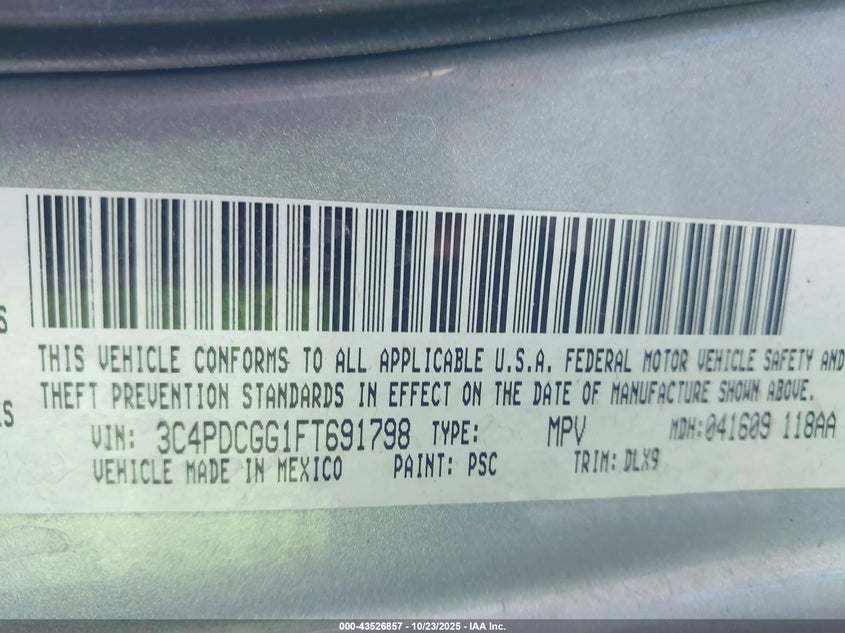 S
THIS VEHICLE CONFORMS TO ALL APPLICABLE U.S.A. FEDERAL MOTOR VEHICLE SAFETY AND
THEFT PREVENTION STANDARDS IN EFFECT ON THE DATE OF MANUFACTURE SHOWN ABOVE.
IS
VIN: 3C4PDCGG1FT691798 TYPE: MPV MDH:041609 118AA
VEHICLE MADE IN MEXICO PAINT: PSC TRIM: DLX9
000-43526857 - 10/23/2025 - IAA Inc.